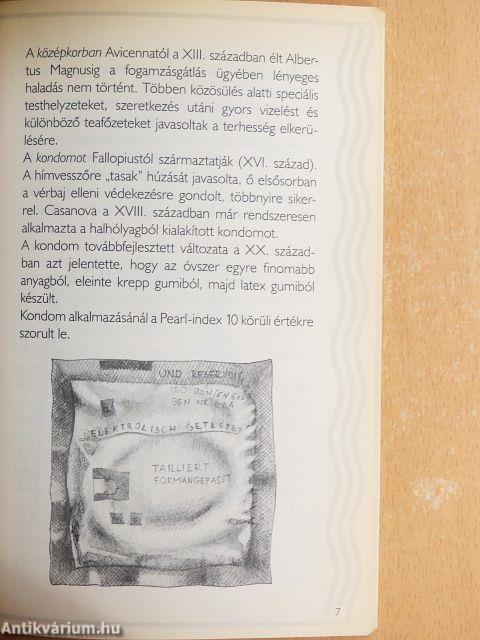 A középkorban Avicennatól a XIII. században élt Alber-
tus Magnusig a fogamzásgátlás ügyében lényeges
haladás nem történt. Többen közösülés alatti speciális
testhelyzeteket, szeretkezés utáni gyors vizelést és
különböző teafőzeteket javasoltak a terhesség elkerü-
lésére.
A kondomot Fallopiustól származtatják (XVI. század).
A hímvesszőre „tasak” húzását javasolta, ő elsősorban
a vérbaj elleni védekezésre gondolt, többnyire siker-
rel. Casanova a XVIII. században már rendszeresen
alkalmazta a halhólyagból kialakított kondomot.
A kondom továbbfejlesztett változata a XX. század-
ban azt jelentette, hogy az óvszer egyre finomabb
anyagból, eleinte krepp gumiból, majd latex gumiból
készült.
Kondom alkalmazásánál a Pearl-index 10 körüli értékre
szorult le.
UND RESERVOIR
ELEKTROLISCH GETESTET
TAILLIERT
FORMANGEPASST
7
Antikvárium.hu